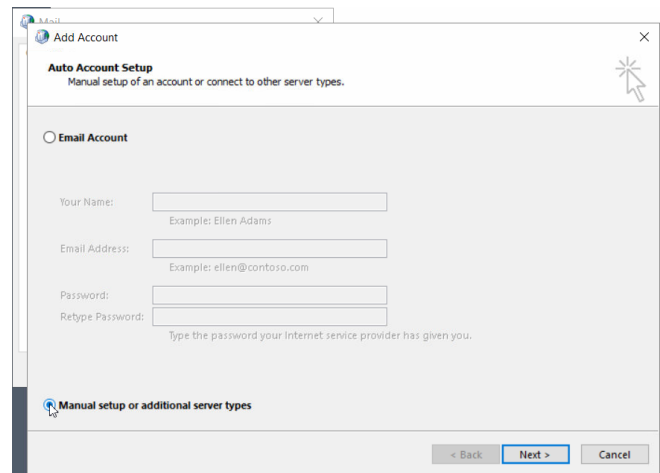 Mail
Add Account
Auto Account Setup
Manual setup of an account or connect to other server types.
Email Account
Your Name:
Example: Ellen Adams
Email Address:
Example: ellen@contoso.com
Password:
Retype Password:
Type the password your Internet service provider has given you.
Manual setup or additional server types
< Back Next > Cancel